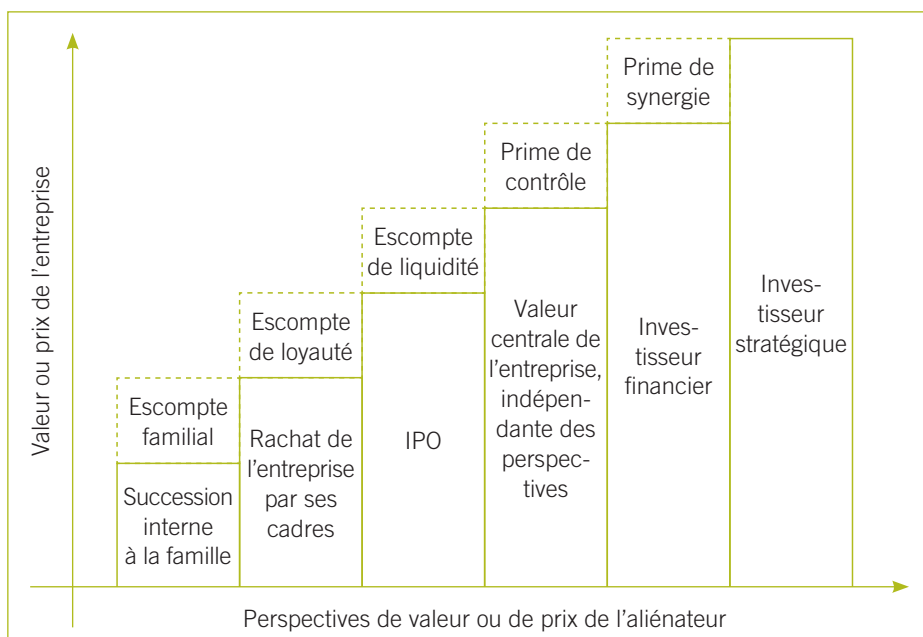 Valeur ou prix de l’entreprise
Escompte
familial
Succession
interne
à la famille
Escompte
de loyauté
Rachat de
l’entreprise
par ses
cadres
Escompte
de liquidité
IPO
Prime de
contrôle
Valeur
centrale de
l’entreprise,
indépen-
dante des
perspec-
tives
Prime de
synergie
Inves-
tisseur
financier
Inves-
tisseur
stratégique
Perspectives de valeur ou de prix de l’aliénateur